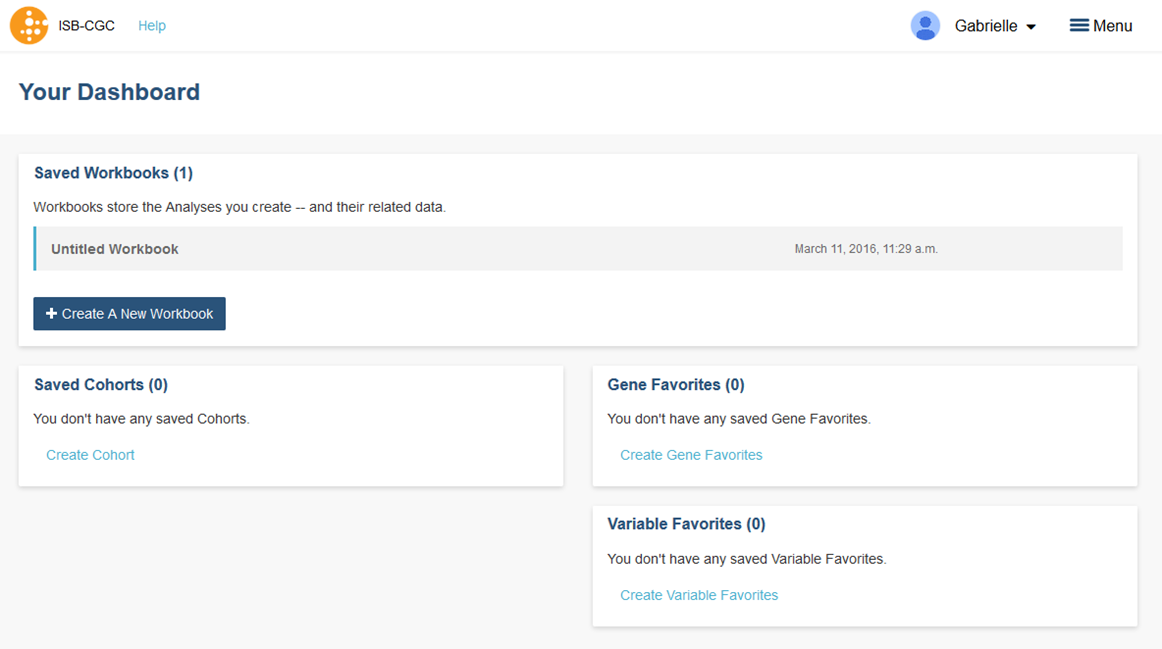 ISB-CGC Help Gabrielle Menu
Your Dashboard
Saved Workbooks (1)
Workbooks store the Analyses you create -- and their related data.
Untitled Workbook March 11, 2016, 11:29 a.m.
Create A New Workbook
Saved Cohorts (0)
You don't have any saved Cohorts.
Create Cohort
Gene Favorites (0)
You don't have any saved Gene Favorites.
Create Gene Favorites
Variable Favorites (0)
You don't have any saved Variable Favorites.
Create Variable Favorites